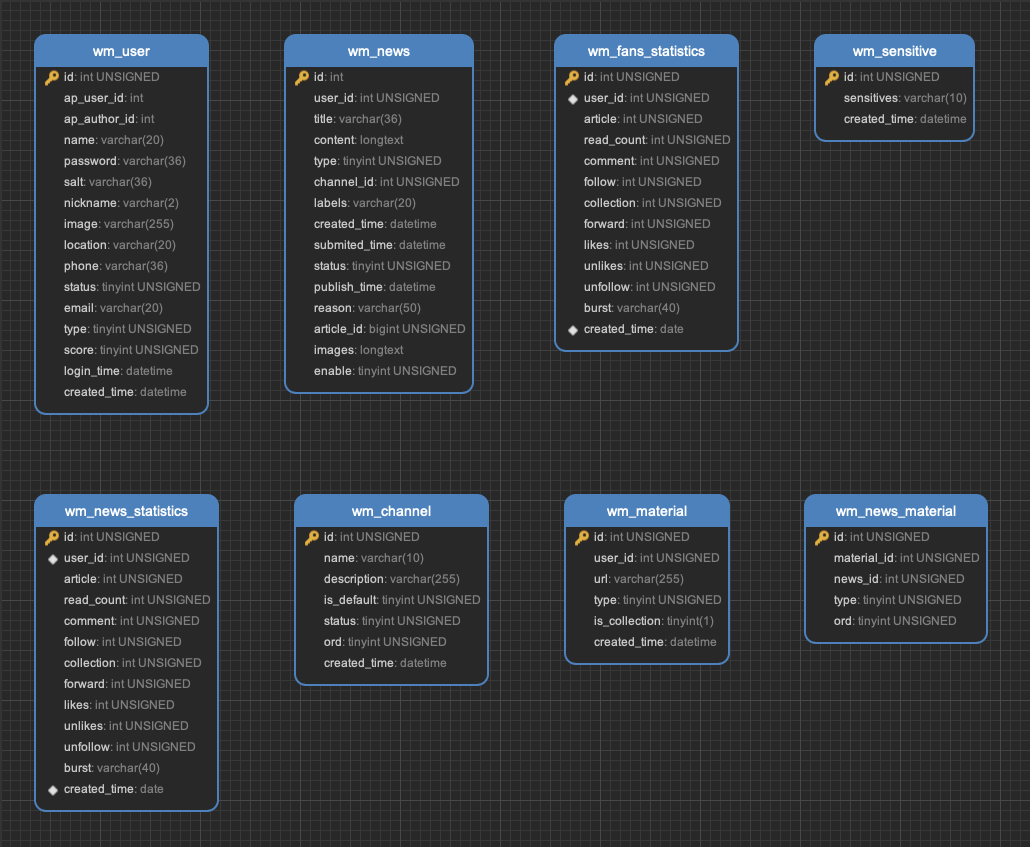 wm_user
id: int UNSIGNED
ap_user_id: int
ap_author_id: int
name: varchar(20)
password: varchar(36)
salt: varchar(36)
nickname: varchar(2)
image: varchar(255)
location: varchar(20)
phone: varchar(36)
status: tinyint UNSIGNED
email: varchar(20)
type: tinyint UNSIGNED
score: tinyint UNSIGNED
login_time: datetime
created_time: datetime
wm_news
id: int
user_id: int UNSIGNED
title: varchar(36)
content: longtext
type: tinyint UNSIGNED
channel_id: int UNSIGNED
labels: varchar(20)
created_time: datetime
submited_time: datetime
status: tinyint UNSIGNED
publish_time: datetime
reason: varchar(50)
article_id: bigint UNSIGNED
images: longtext
enable: tinyint UNSIGNED
wm_fans_statistics
id: int UNSIGNED
user_id: int UNSIGNED
article: int UNSIGNED
read_count: int UNSIGNED
comment: int UNSIGNED
follow: int UNSIGNED
collection: int UNSIGNED
forward: int UNSIGNED
likes: int UNSIGNED
unlikes: int UNSIGNED
unfollow: int UNSIGNED
burst: varchar(40)
created_time: date
wm_sensitive
id: int UNSIGNED
sensitives: varchar(10)
created_time: datetime
wm_news_statistics
id: int UNSIGNED
user_id: int UNSIGNED
article: int UNSIGNED
read_count: int UNSIGNED
comment: int UNSIGNED
follow: int UNSIGNED
collection: int UNSIGNED
forward: int UNSIGNED
likes: int UNSIGNED
unlikes: int UNSIGNED
unfollow: int UNSIGNED
burst: varchar(40)
created_time: date
wm_channel
id: int UNSIGNED
name: varchar(10)
description: varchar(255)
is_default: tinyint UNSIGNED
status: tinyint UNSIGNED
ord: tinyint UNSIGNED
created_time: datetime
wm_material
id: int UNSIGNED
user_id: int UNSIGNED
url: varchar(255)
type: tinyint UNSIGNED
is_collection: tinyint(1)
created_time: datetime
wm_news_material
id: int UNSIGNED
material_id: int UNSIGNED
news_id: int UNSIGNED
type: tinyint UNSIGNED
ord: tinyint UNSIGNED